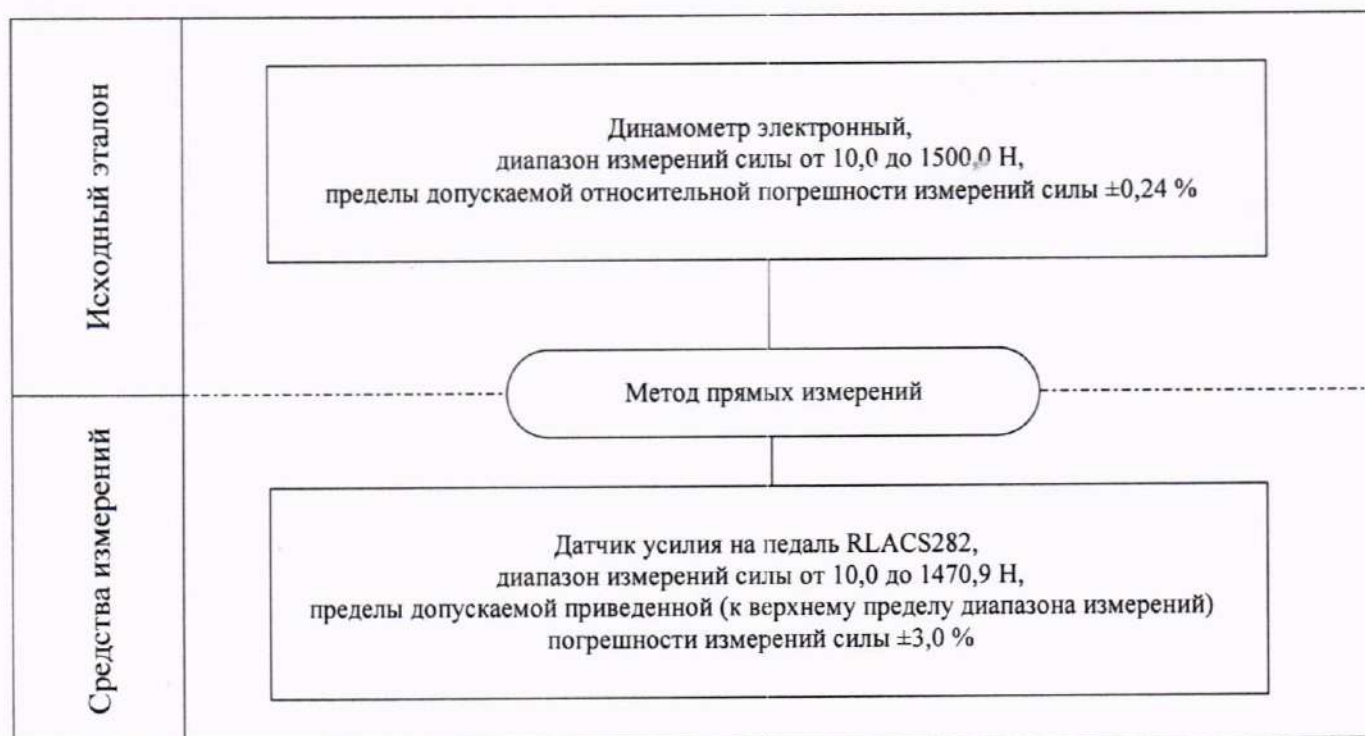 Исходный эталон
Динамометр электронный,
диапазон измерений силы от 10,0 до 1500,0 Н,
пределы допускаемой относительной погрешности измерений силы ±0,24 %
Метод прямых измерений
Средства измерений
Датчик усилия на педаль RLACS282,
диапазон измерений силы от 10,0 до 1470,9 Н,
пределы допускаемой приведенной (к верхнему пределу диапазона измерений)
погрешности измерений силы ±3,0 %